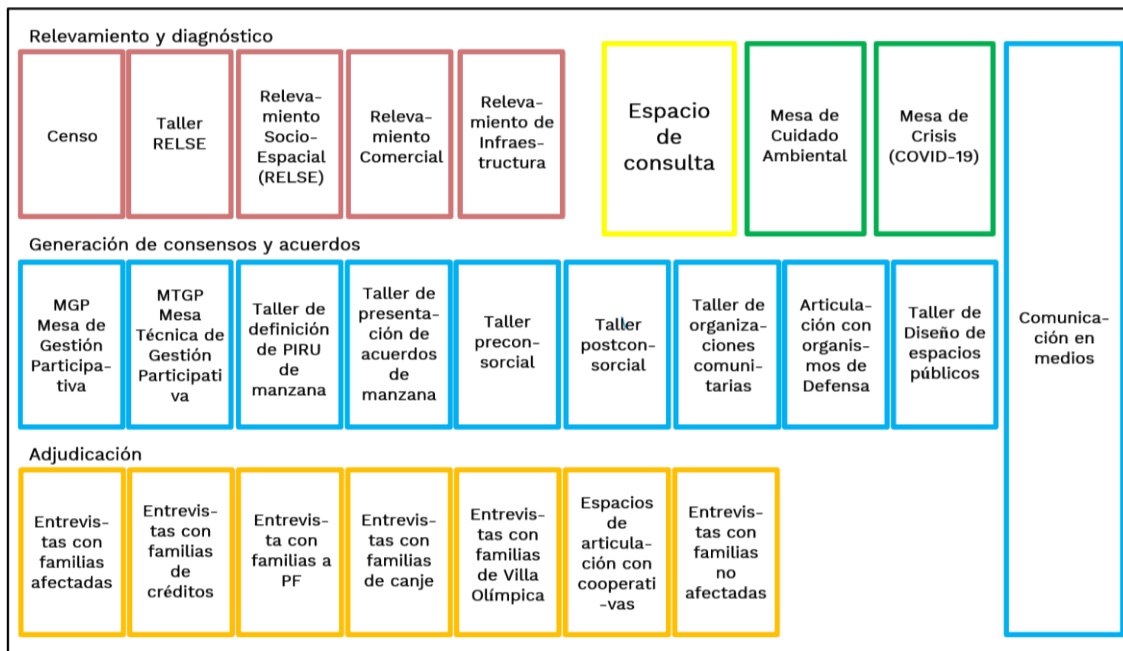 Relevamiento y diagnóstico
Censo
Taller
RELSE
Releva-
miento
Socio-
Espacial
(RELSE)
Releva-
miento
Comercial
Releva-
miento de
Infraes-
tructura
Espacio
de
consulta
Mesa de
Cuidado
Ambiental
Mesa de
Crisis
(COVID-19)
Generación de consensos y acuerdos
MGP
Mesa de
Gestión
Participa-
tiva
MTGP
Mesa
Técnica de
Gestión
Participati
va
Taller de
definición
de PIRU de
manzana
Taller de
presenta-
ción de
acuerdos
de
manzana
Taller
precon-
sorcial
Taller
postcon-
sorcial
Taller de
organiza-
ciones
comuni-
tarias
Articula-
ción con
organis-
mos de
Defensa
Taller de
Diseño de
espacios
públicos
Comunica-
ción en
medios
Adjudicación
Entrevis-
tas con
familias
afectadas
Entrevis-
tas con
familias
de
créditos
Entrevis-
ta con
familias a
PF
Entrevis-
tas con
familias
de canje
Entrevis-
tas con
familias
de Villa
Olímpica
Espacios
de
articula-
ción con
cooperati
-vas
Entrevis-
tas con
familias
no
afectadas